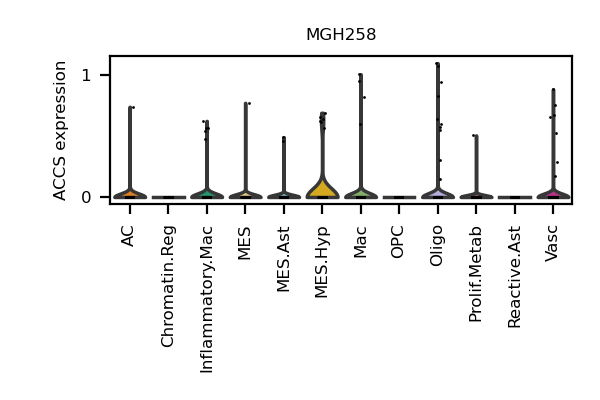 MGH258
ACCS expression
1
0
AC
Chromatin.Reg
Inflammatory.Mac
MES
MES.Ast
MES.Hyp
Mac
OPC
Oligo
Prolif.Metab
Reactive.Ast
Vasc